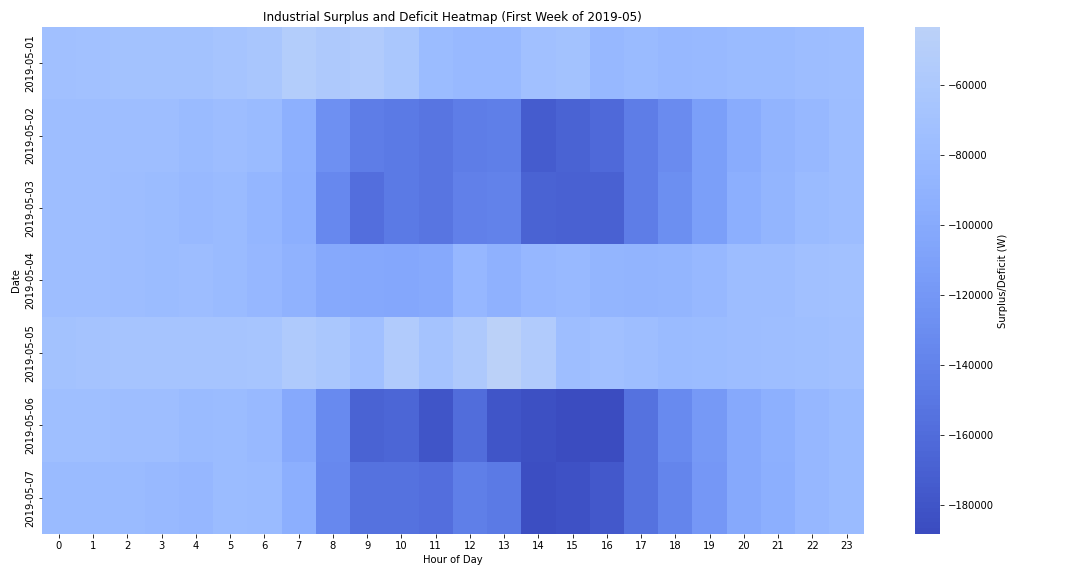 Industrial Surplus and Deficit Heatmap (First Week of 2019-05)
Date
2019-05-01
2019-05-02
2019-05-03
2019-05-04
2019-05-05
2019-05-06
2019-05-07
0 1 2 3 4 5 6 7 8 9 10 11 12 13 14 15 16 17 18 19 20 21 22 23
Hour of Day
−60000
−80000
−100000
−120000
−140000
−160000
−180000
Surplus/Deficit (W)